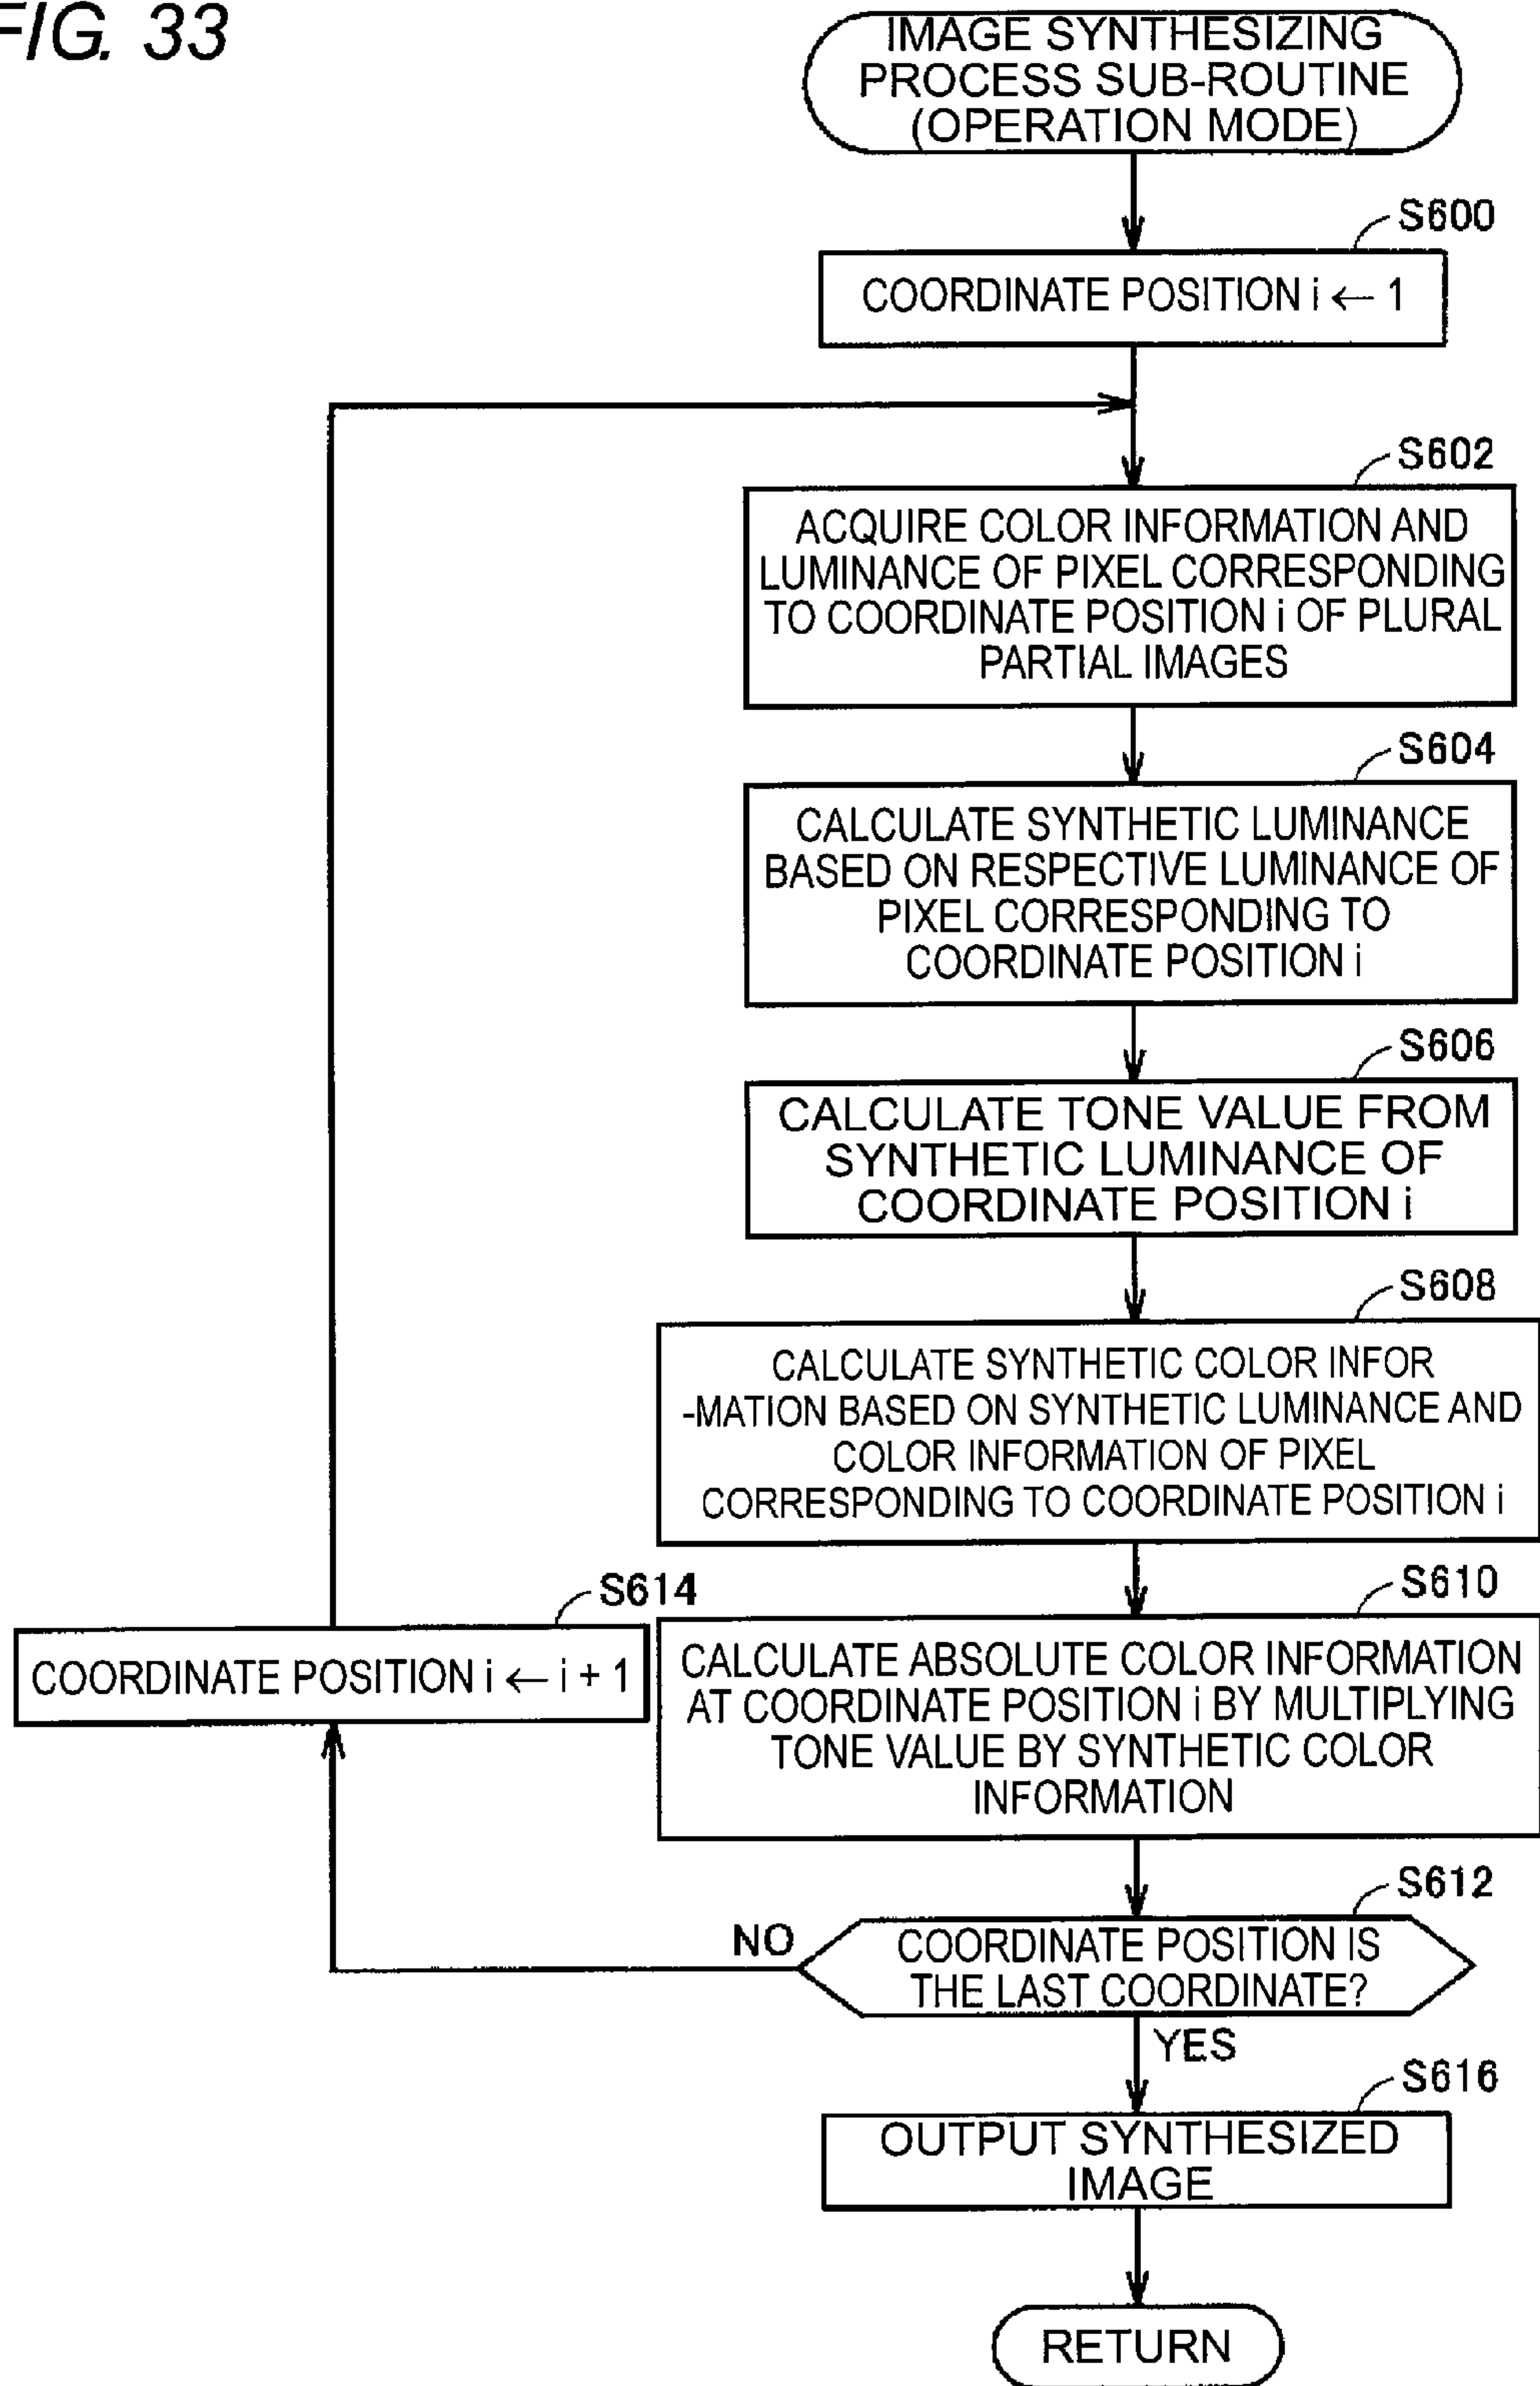 FIG. 33
IMAGE SYNTHESIZING
PROCESS SUB-ROUTINE
(OPERATION MODE)
S600
COORDINATE POSITION i ← 1
S602
ACQUIRE COLOR INFORMATION AND
LUMINANCE OF PIXEL CORRESPONDING
TO COORDINATE POSITION i OF PLURAL
PARTIAL IMAGES
S604
CALCULATE SYNTHETIC LUMINANCE
BASED ON RESPECTIVE LUMINANCE OF
PIXEL CORRESPONDING TO
COORDINATE POSITION i
S606
CALCULATE TONE VALUE FROM
SYNTHETIC LUMINANCE OF
COORDINATE POSITION i
S608
CALCULATE SYNTHETIC COLOR INFOR
-MATION BASED ON SYNTHETIC LUMINANCE AND
COLOR INFORMATION OF PIXEL
CORRESPONDING TO COORDINATE POSITION i
S614
COORDINATE POSITION i ← i + 1
S610
CALCULATE ABSOLUTE COLOR INFORMATION
AT COORDINATE POSITION i BY MULTIPLYING
TONE VALUE BY SYNTHETIC COLOR
INFORMATION
S612
NO
COORDINATE POSITION IS
THE LAST COORDINATE?
YES
S616
OUTPUT SYNTHESIZED
IMAGE
RETURN